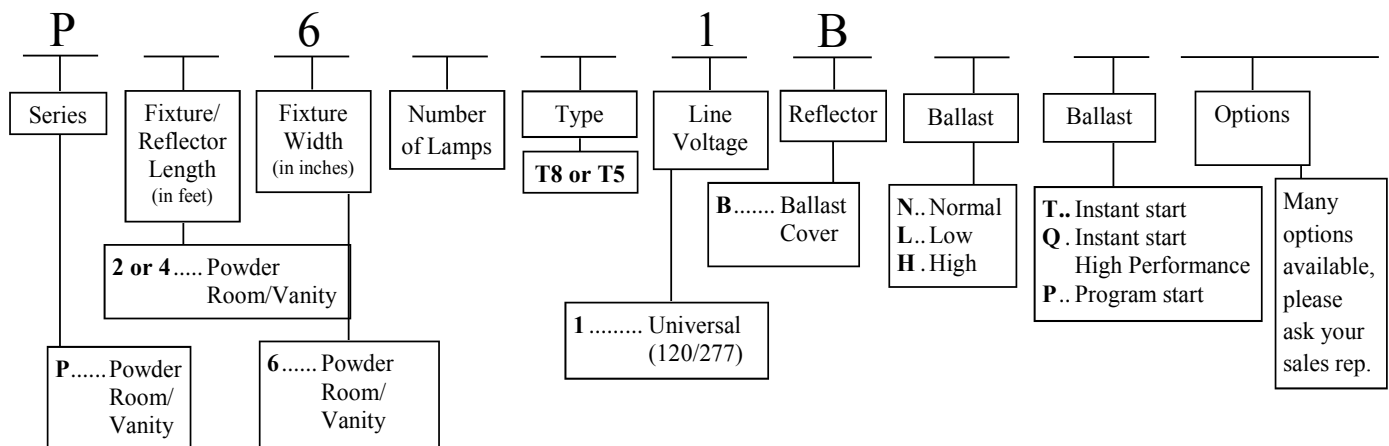 P 6 1 B
Series
Fixture/
Reflector
Length
(in feet)
Fixture
Width
(in inches)
Number
of Lamps
Type
T8 or T5
Line
Voltage
Reflector
Ballast
Ballast
Options
2 or 4..... Powder
Room/Vanity
P...... Powder
Room/
Vanity
6...... Powder
Room/
Vanity
1 ......... Universal
(120/277)
B....... Ballast
Cover
N.. Normal
L.. Low
H . High
T.. Instant start
Q . Instant start
High Performance
P.. Program start
Many
options
available,
please
ask your
sales rep.